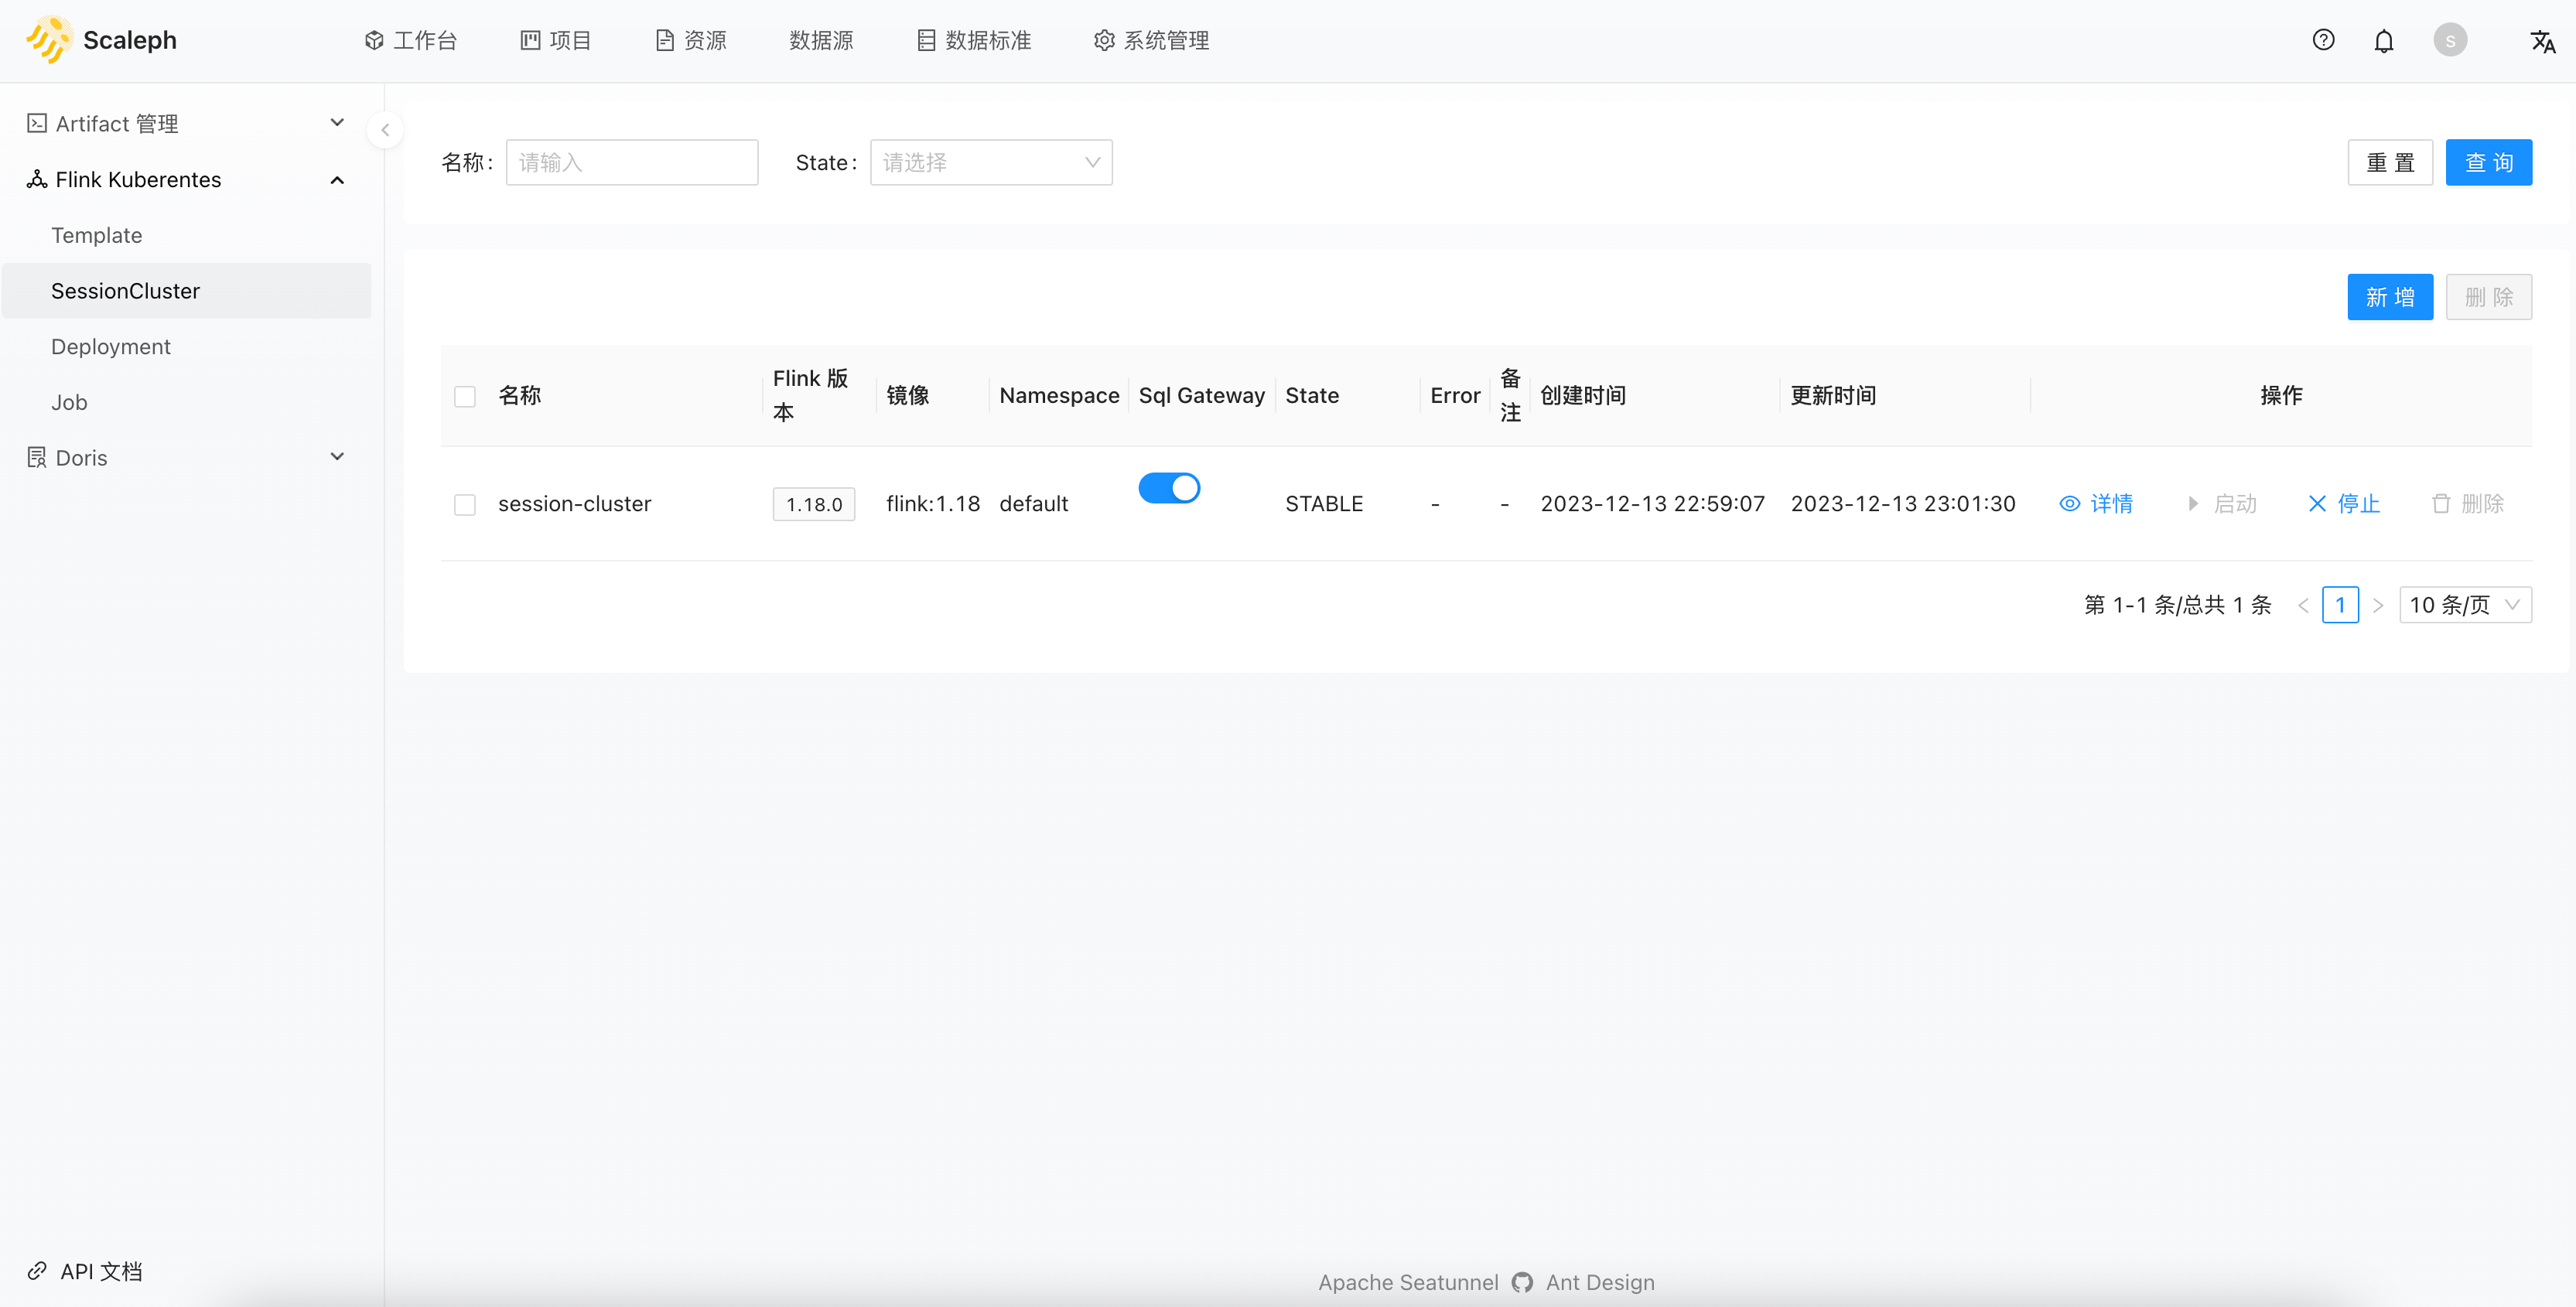 Scaleph
工作台 项目 资源 数据源 数据标准 系统管理
S
Artifact 管理
Flink Kuberentes
Template
SessionCluster
Deployment
Job
Doris
API 文档
名称: 请输入 State: 请选择 重 置 查 询
新 增 删 除
名称 Flink 版本 镜像 Namespace Sql Gateway State Error 备注 创建时间 更新时间 操作
session-cluster 1.18.0 flink:1.18 default STABLE - - 2023-12-13 22:59:07 2023-12-13 23:01:30 详情 启动 停止 删除
第 1-1 条/总共 1 条 1 10 条/页
Apache Seatunnel Ant Design